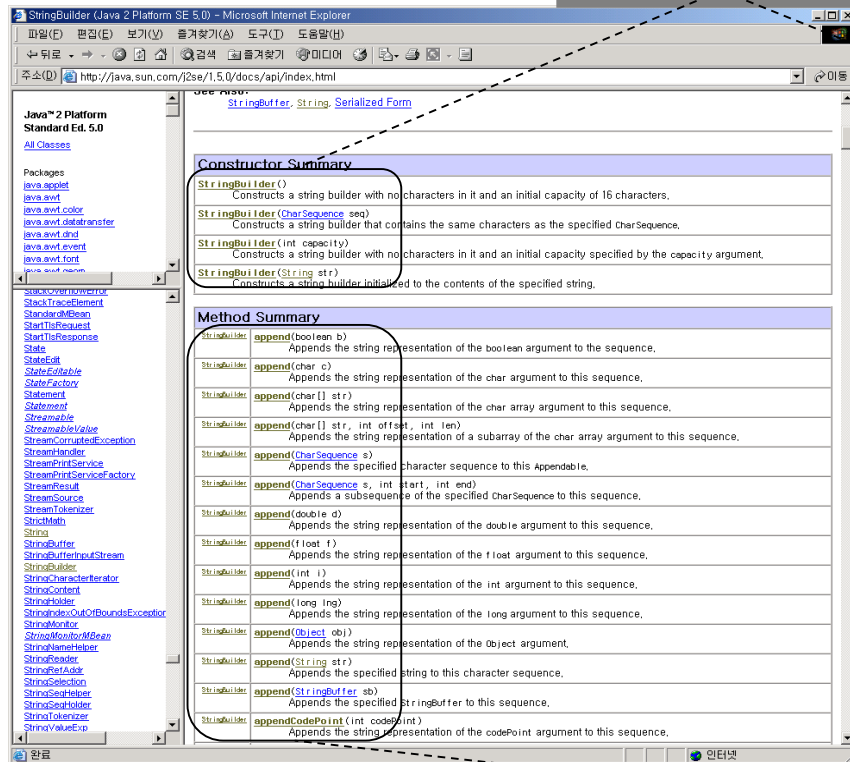 StringBuilder (Java 2 Platform SE 5.0) - Microsoft Internet Explorer
파일(F) 편집(E) 보기(V) 즐겨찾기(A) 도구(T) 도움말(H)
뒤로 검색 즐겨찾기 미디어
주소(D) http://java.sun.com/j2se/1.5.0/docs/api/index.html 이동
Java™ 2 Platform
Standard Ed. 5.0
All Classes
Packages
java.applet
java.awt
java.awt.color
java.awt.datatransfer
java.awt.dnd
java.awt.event
java.awt.font
java.awt.geom
StackOverflowError
StackTraceElement
StandardMBean
StartTlsRequest
StartTlsResponse
State
StateEdit
StateEditable
StateFactory
Statement
Statement
Streamable
StreamableValue
StreamCorruptedException
StreamHandler
StreamPrintService
StreamPrintServiceFactory
StreamResult
StreamSource
StreamTokenizer
StrictMath
String
StringBuffer
StringBufferInputStream
StringBuilder
StringCharacterIterator
StringContent
StringHolder
StringIndexOutOfBoundsException
StringMonitor
StringMonitorMBean
StringNameHelper
StringReader
StringRefAddr
StringSelection
StringSeqHelper
StringSeqHolder
StringTokenizer
StringValueExp
See Also:
StringBuffer, String, Serialized Form
Constructor Summary
StringBuilder()
Constructs a string builder with no characters in it and an initial capacity of 16 characters.
StringBuilder(CharSequence seq)
Constructs a string builder that contains the same characters as the specified CharSequence.
StringBuilder(int capacity)
Constructs a string builder with no characters in it and an initial capacity specified by the capacity argument.
StringBuilder(String str)
Constructs a string builder initialized to the contents of the specified string.
Method Summary
StringBuilder append(boolean b)
Appends the string representation of the boolean argument to the sequence.
StringBuilder append(char c)
Appends the string representation of the char argument to this sequence.
StringBuilder append(char[] str)
Appends the string representation of the char array argument to this sequence.
StringBuilder append(char[] str, int offset, int len)
Appends the string representation of a subarray of the char array argument to this sequence.
StringBuilder append(CharSequence s)
Appends the specified character sequence to this Appendable.
StringBuilder append(CharSequence s, int start, int end)
Appends a subsequence of the specified CharSequence to this sequence.
StringBuilder append(double d)
Appends the string representation of the double argument to this sequence.
StringBuilder append(float f)
Appends the string representation of the float argument to this sequence.
StringBuilder append(int i)
Appends the string representation of the int argument to this sequence.
StringBuilder append(long lng)
Appends the string representation of the long argument to this sequence.
StringBuilder append(Object obj)
Appends the string representation of the Object argument.
StringBuilder append(String str)
Appends the specified string to this character sequence.
StringBuilder append(StringBuffer sb)
Appends the specified StringBuffer to this sequence.
StringBuilder appendCodePoint(int codePoint)
Appends the string representation of the codePoint argument to this sequence.
완료 인터넷